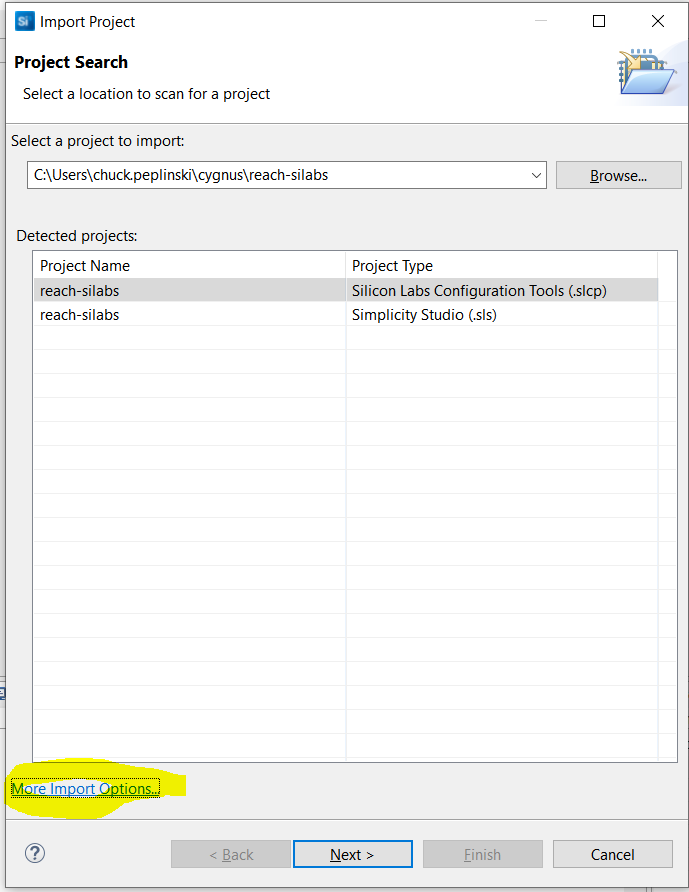 Si Import Project
Project Search
Select a location to scan for a project
Select a project to import:
C:\Users\chuck.peplinski\cygnus\reach-silabs Browse...
Detected projects:
Project Name Project Type
reach-silabs Silicon Labs Configuration Tools (.slcp)
reach-silabs Simplicity Studio (.sls)
More Import Options...
? < Back Next > Finish Cancel